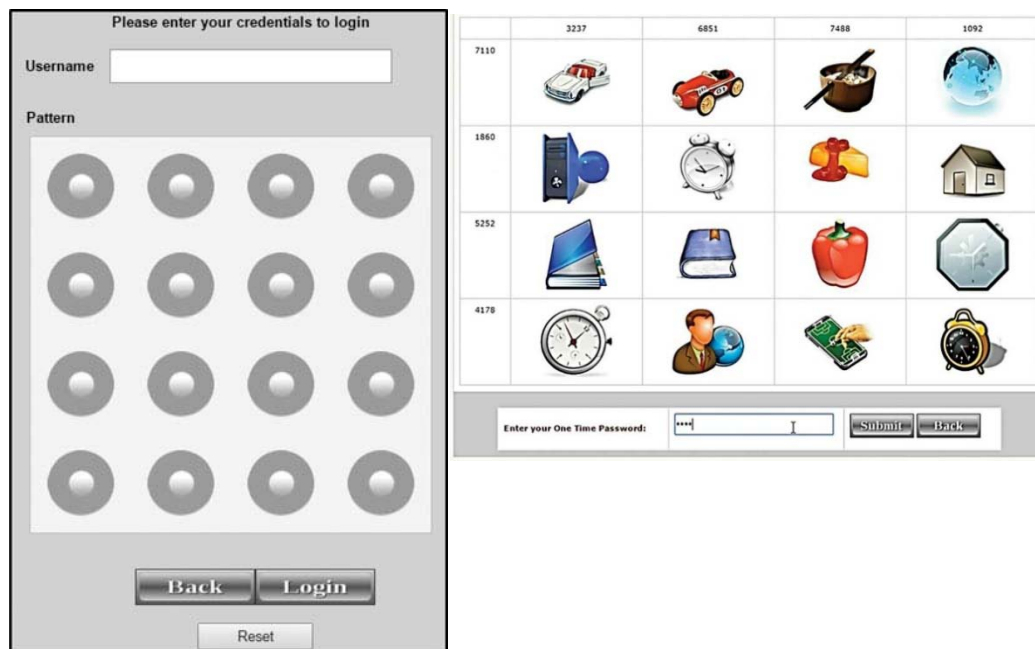 Please enter your credentials to login
Username
Pattern
Back Login
Reset
3237 6851 7488 1092
7110
1860
5252
4178
Enter your One Time Password: ••••
Submit Back